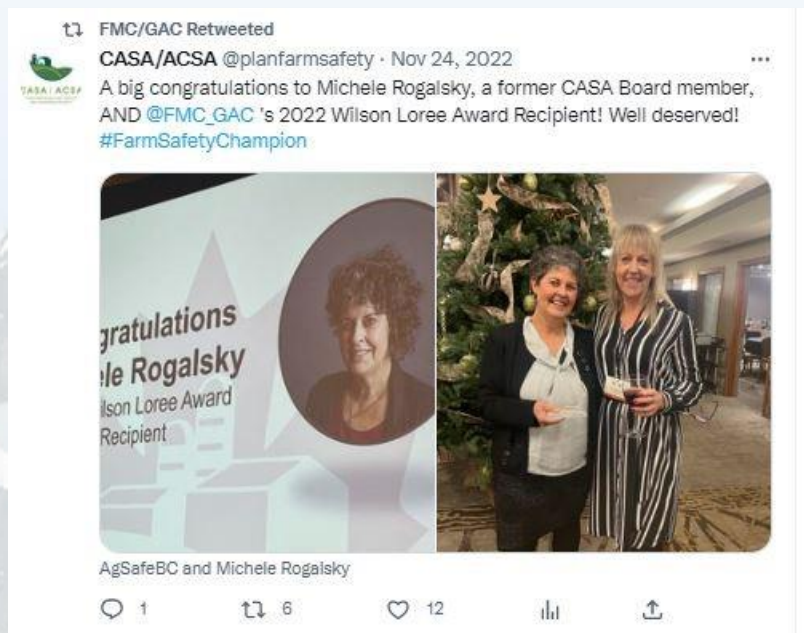 FMC/GAC Retweeted
CASA/ACSA @planfarmsafety · Nov 24, 2022
A big congratulations to Michele Rogalsky, a former CASA Board member,
AND @FMC_GAC 's 2022 Wilson Loree Award Recipient! Well deserved!
#FarmSafetyChampion
CASA | ACSA
gratulations
ele Rogalsky
ilson Loree Award
Recipient
AgSafeBC and Michele Rogalsky
1 6 12